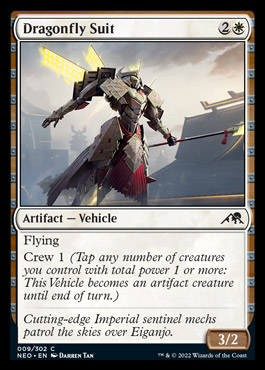 Dragonfly Suit 2
Artifact — Vehicle
Flying
Crew 1 (Tap any number of creatures
you control with total power 1 or more:
This Vehicle becomes an artifact creature
until end of turn.)
Cutting-edge Imperial sentinel mechs
patrol the skies over Eiganjo.
3/2
009/302 C
NEO • EN DARREN TAN
™ & © 2022 Wizards of the Coast